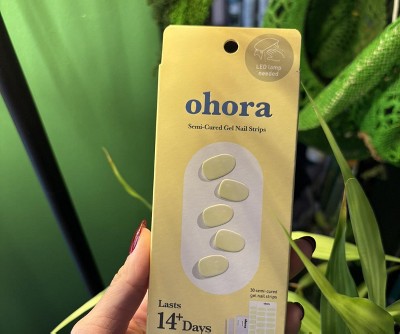 LED lamp
needed
ohora
Semi-Cured Gel Nail Strips
30 semi-cured
gel nail strips
Lasts
14+ Days